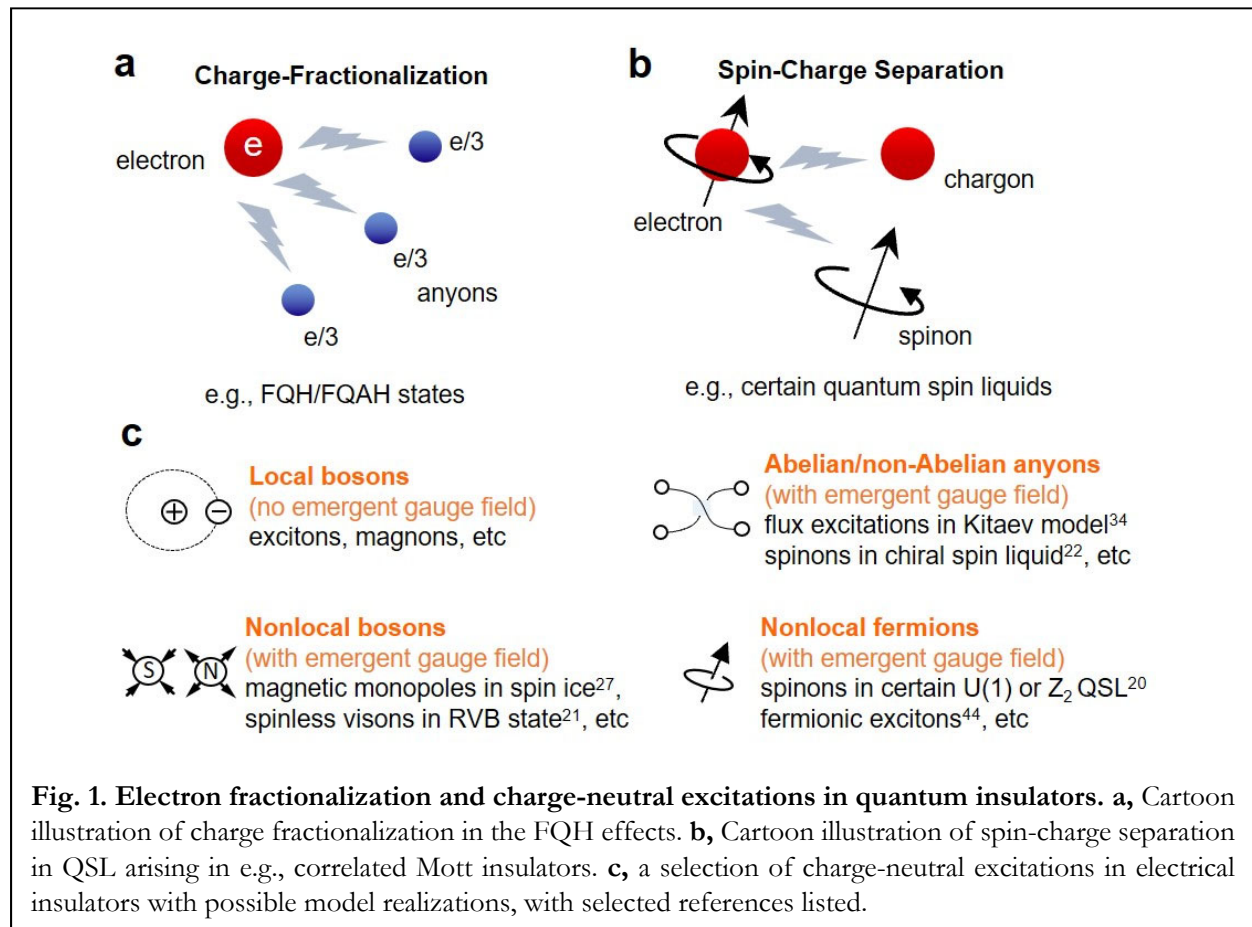 a
Charge-Fractionalization
electron
e
e/3
e/3
anyons
e/3
e.g., FQH/FQAH states
b
Spin-Charge Separation
electron
chargon
spinon
e.g., certain quantum spin liquids
c
+ −
Local bosons
(no emergent gauge field)
excitons, magnons, etc
Abelian/non-Abelian anyons
(with emergent gauge field)
flux excitations in Kitaev model³⁴
spinons in chiral spin liquid²², etc
S N
Nonlocal bosons
(with emergent gauge field)
magnetic monopoles in spin ice²⁷,
spinless visons in RVB state²¹, etc
Nonlocal fermions
(with emergent gauge field)
spinons in certain U(1) or Z₂ QSL²⁰
fermionic excitons⁴⁴, etc
Fig. 1. Electron fractionalization and charge-neutral excitations in quantum insulators. a, Cartoon
illustration of charge fractionalization in the FQH effects. b, Cartoon illustration of spin-charge separation
in QSL arising in e.g., correlated Mott insulators. c, a selection of charge-neutral excitations in electrical
insulators with possible model realizations, with selected references listed.